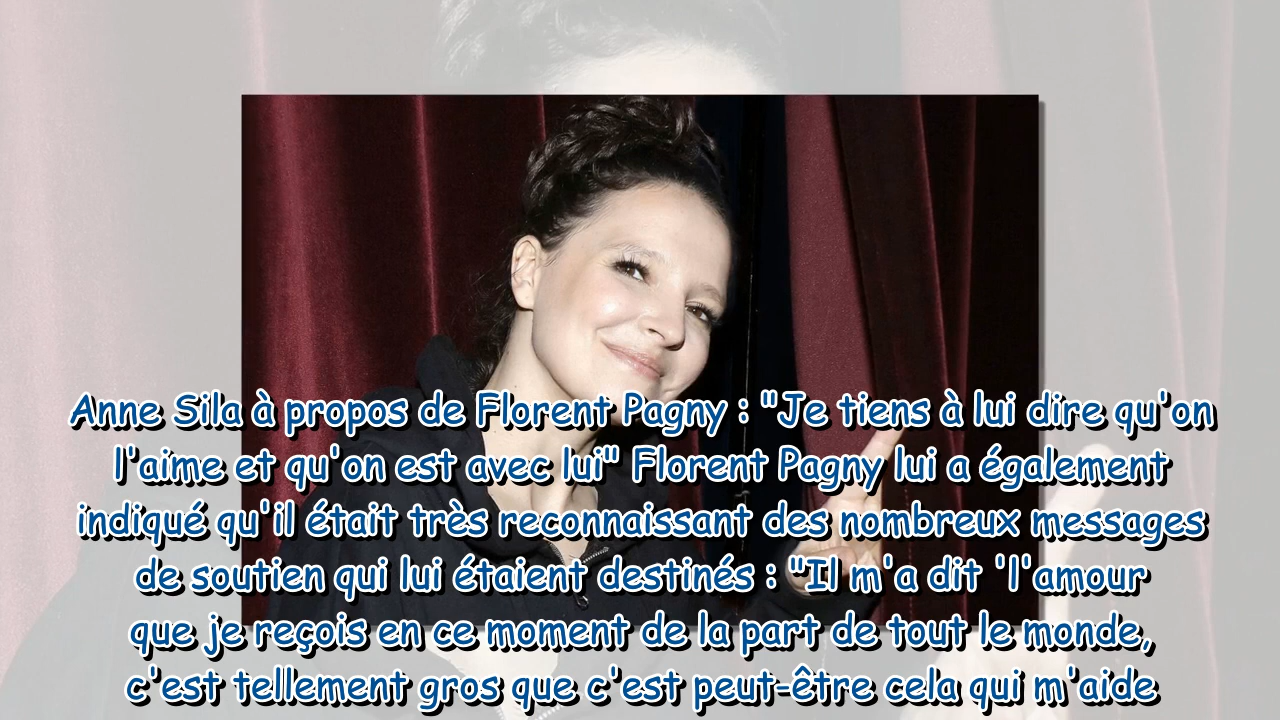 Anne Sila à propos de Florent Pagny : "Je tiens à lui dire qu'on
l'aime et qu'on est avec lui" Florent Pagny lui a également
indiqué qu'il était très reconnaissant des nombreux messages
de soutien qui lui étaient destinés : "Il m'a dit 'l'amour
que je reçois en ce moment de la part de tout le monde,
c'est tellement gros que c'est peut-être cela qui m'aide